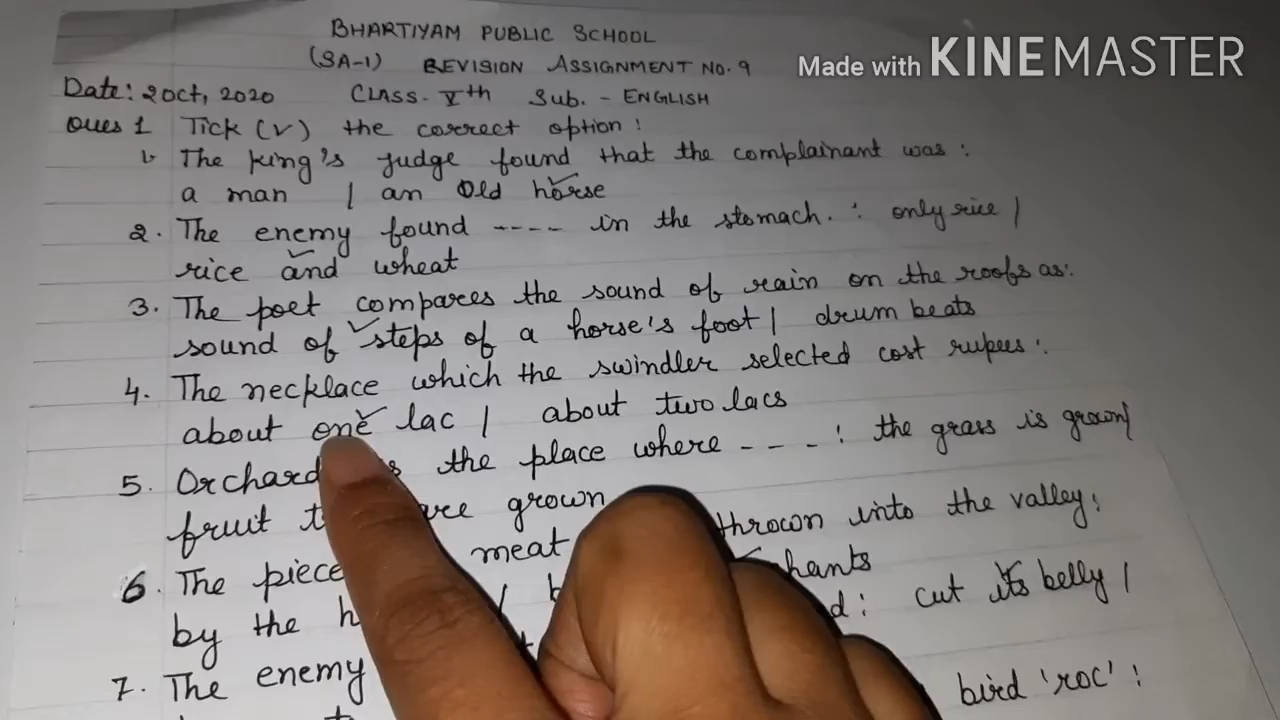 BHARTIYAM PUBLIC SCHOOL
Made with KINEMASTER
(SA-1) REVISION ASSIGNMENT NO. 9
Date: 2 Oct, 2020 CLASS - Vth Sub. - ENGLISH
Ques 1 Tick (✓) the correct option:
1. The king's judge found that the complainant was:
a man / an old horse
2. The enemy found ---- in the stomach. : only rice /
rice and wheat
3. The poet compares the sound of rain on the roofs as:
sound of steps of a horse's foot / drum beats
4. The necklace which the swindler selected cost rupees:
about one lac / about two lacs
5. Orchard the place where ---- : the grass is grown/
fruit grown
6. The meat thrown into the valley:
by the
cut its belly /
7. The enemy bird 'roc' :